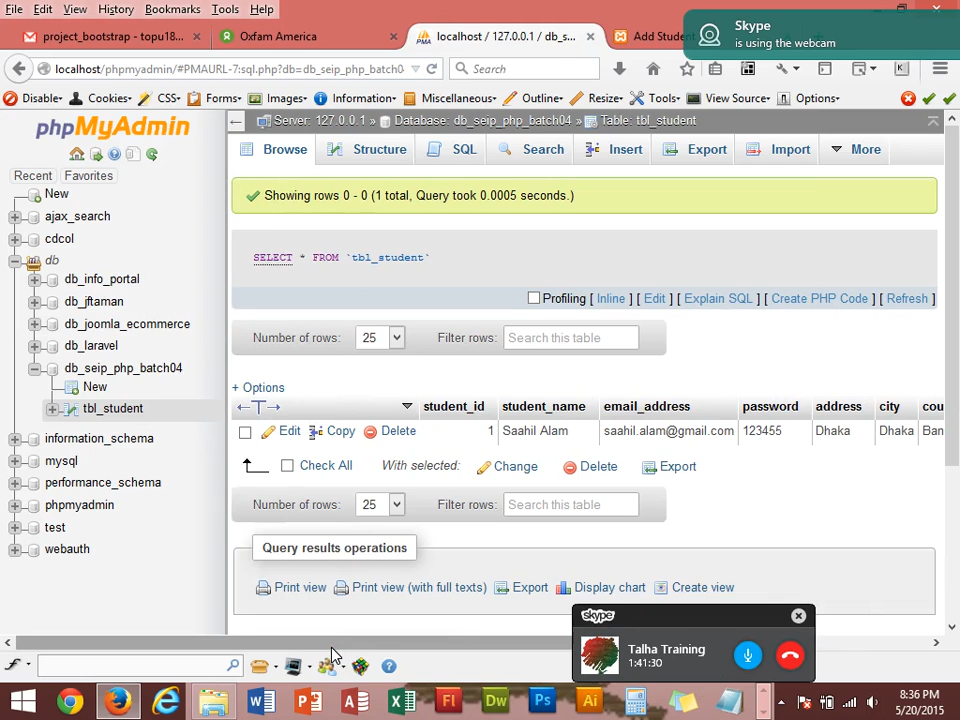 File Edit View History Bookmarks Tools Help
project_bootstrap - topu18... × Oxfam America × localhost / 127.0.0.1 / db_s... × Add Student
Skype
is using the webcam
localhost/phpmyadmin/#PMAURL-7:sql.php?db=db_seip_php_batch04 Search
Disable Cookies CSS Forms Images Information Miscellaneous Outline Resize Tools View Source Options
phpMyAdmin
Recent Favorites
New
ajax_search
cdcol
db
db_info_portal
db_jftaman
db_joomla_ecommerce
db_laravel
db_seip_php_batch04
New
tbl_student
information_schema
mysql
performance_schema
phpmyadmin
test
webauth
Server: 127.0.0.1 » Database: db_seip_php_batch04 » Table: tbl_student
Browse Structure SQL Search Insert Export Import More
Showing rows 0 - 0 (1 total, Query took 0.0005 seconds.)
SELECT * FROM `tbl_student`
Profiling [ Inline ] [ Edit ] [ Explain SQL ] [ Create PHP Code ] [ Refresh ]
Number of rows: 25 Filter rows: Search this table
+ Options
←T→ student_id student_name email_address password address city cou
Edit Copy Delete 1 Saahil Alam saahil.alam@gmail.com 123455 Dhaka Dhaka Ban
Check All With selected: Change Delete Export
Number of rows: 25 Filter rows: Search this table
Query results operations
Print view Print view (with full texts) Export Display chart Create view
skype
Talha Training
1:41:30
8:36 PM
5/20/2015